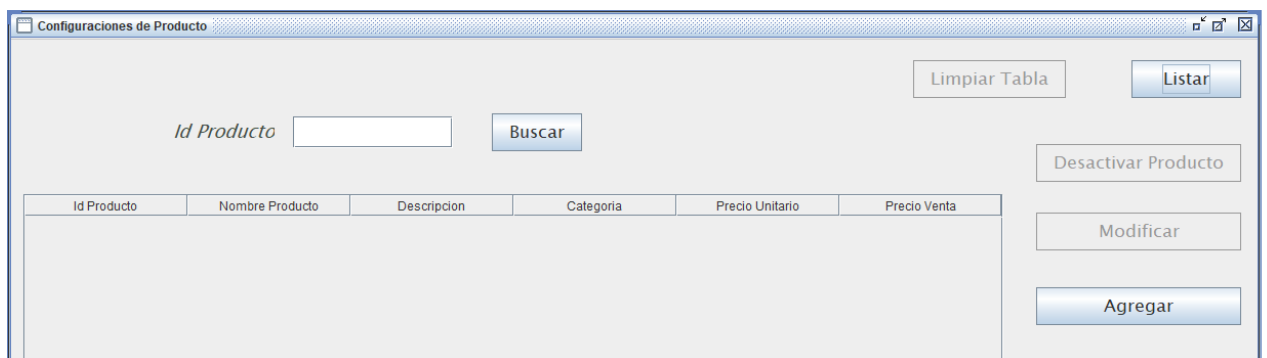 Configuraciones de Producto
Limpiar Tabla Listar
Id Producto Buscar
Desactivar Producto
Id Producto Nombre Producto Descripcion Categoria Precio Unitario Precio Venta
Modificar
Agregar